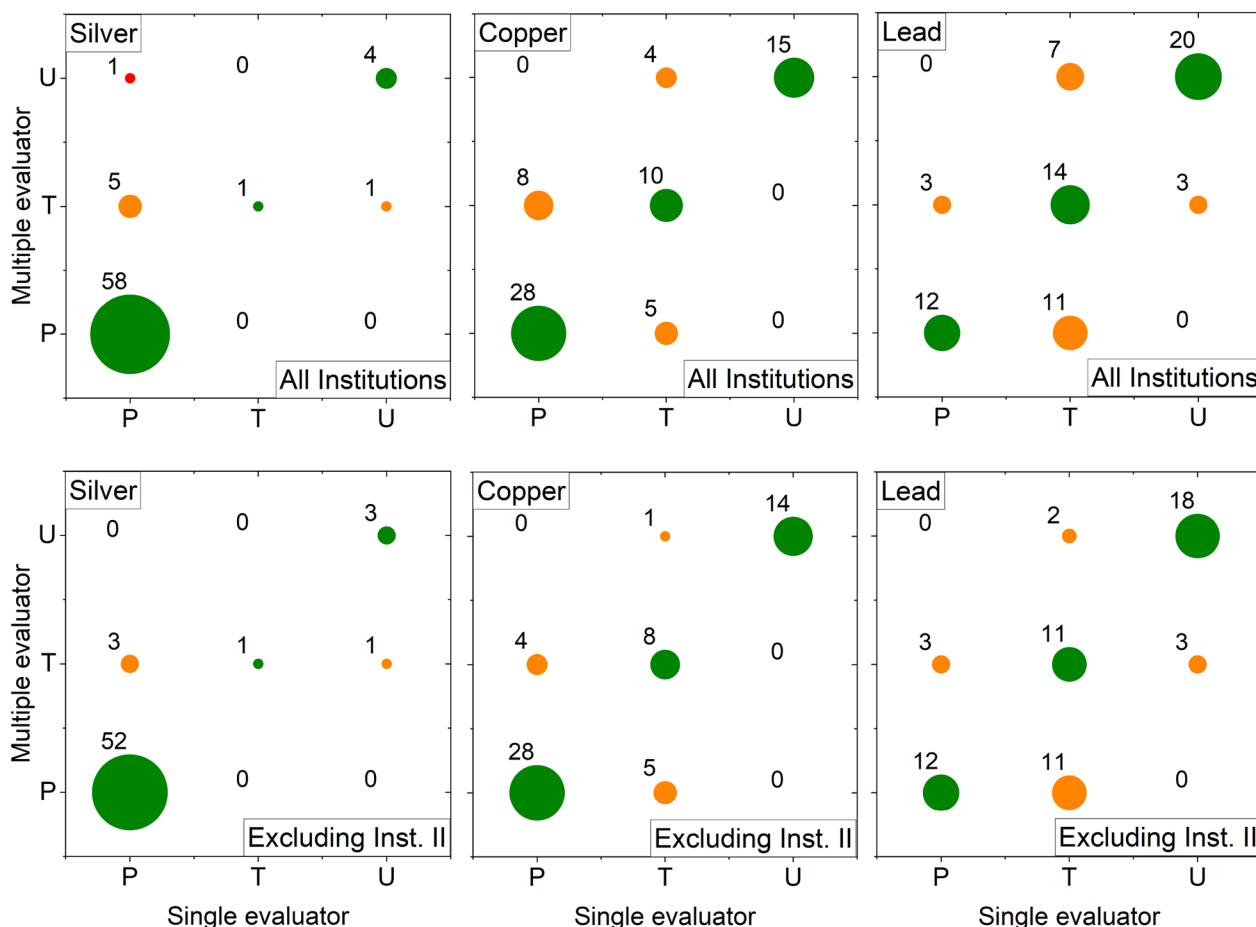 Silver
1
0
4
U
5
1
1
T
58
0
0
P
All Institutions
P
T
U
Multiple evaluator
Copper
0
4
15
8
10
0
28
5
0
All Institutions
P
T
U
Lead
0
7
20
3
14
3
12
11
0
All Institutions
P
T
U
Silver
0
0
3
U
3
1
1
T
52
0
0
P
Excluding Inst. II
P
T
U
Multiple evaluator
Single evaluator
Copper
0
1
14
4
8
0
28
5
0
Excluding Inst. II
P
T
U
Single evaluator
Lead
0
2
18
3
11
3
12
11
0
Excluding Inst. II
P
T
U
Single evaluator